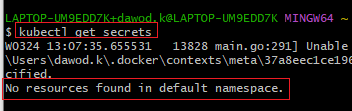 LAPTOP-UM9EDD7K+dawod.k@LAPTOP-UM9EDD7K MINGW64 ~
$ kubectl get secrets
W0324 13:07:35.655531   13828 main.go:291] Unable
\Users\dawod.k\.docker\contexts\meta\37a8eec1ce196
cified.
No resources found in default namespace.